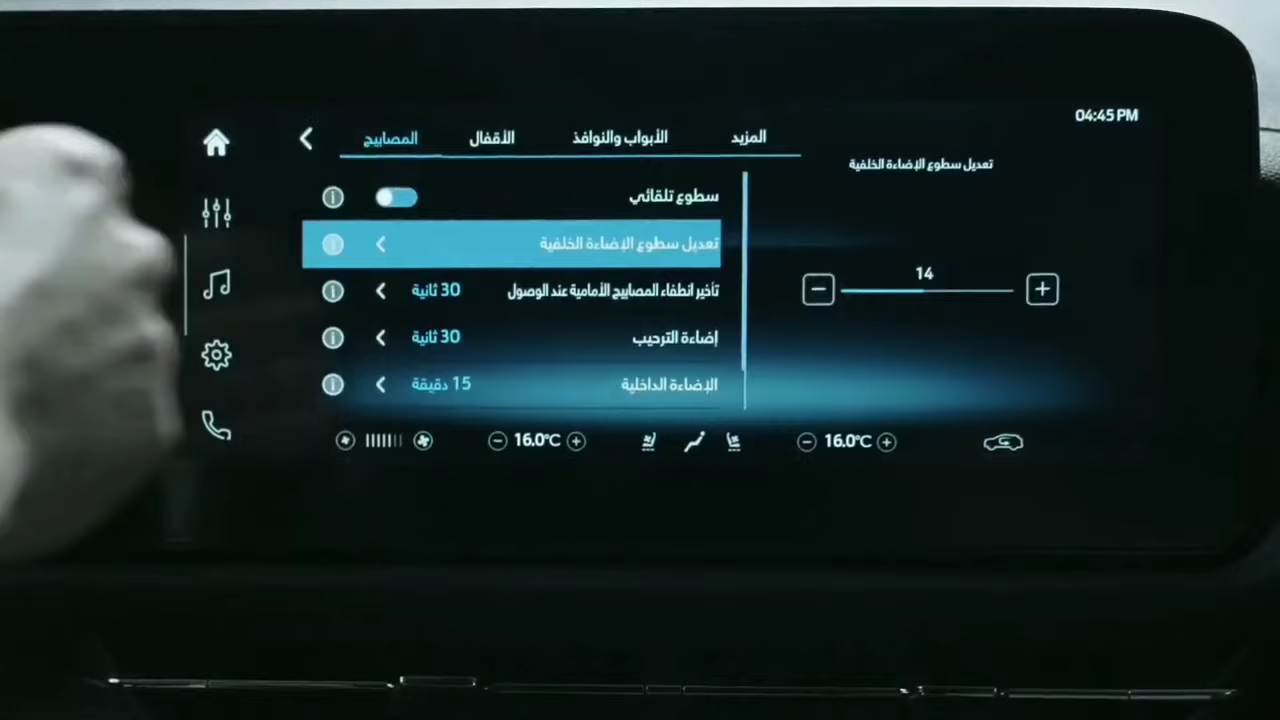 04:45 PM
المصابيح الأقفال الأبواب والنوافذ المزيد
تعديل سطوع الإضاءة الخلفية
سطوع تلقائي
تعديل سطوع الإضاءة الخلفية
14
تأخير انطفاء المصابيح الأمامية عند الوصول 30 ثانية
إضاءة الترحيب 30 ثانية
الإضاءة الداخلية 15 دقيقة
16.0°C 16.0°C